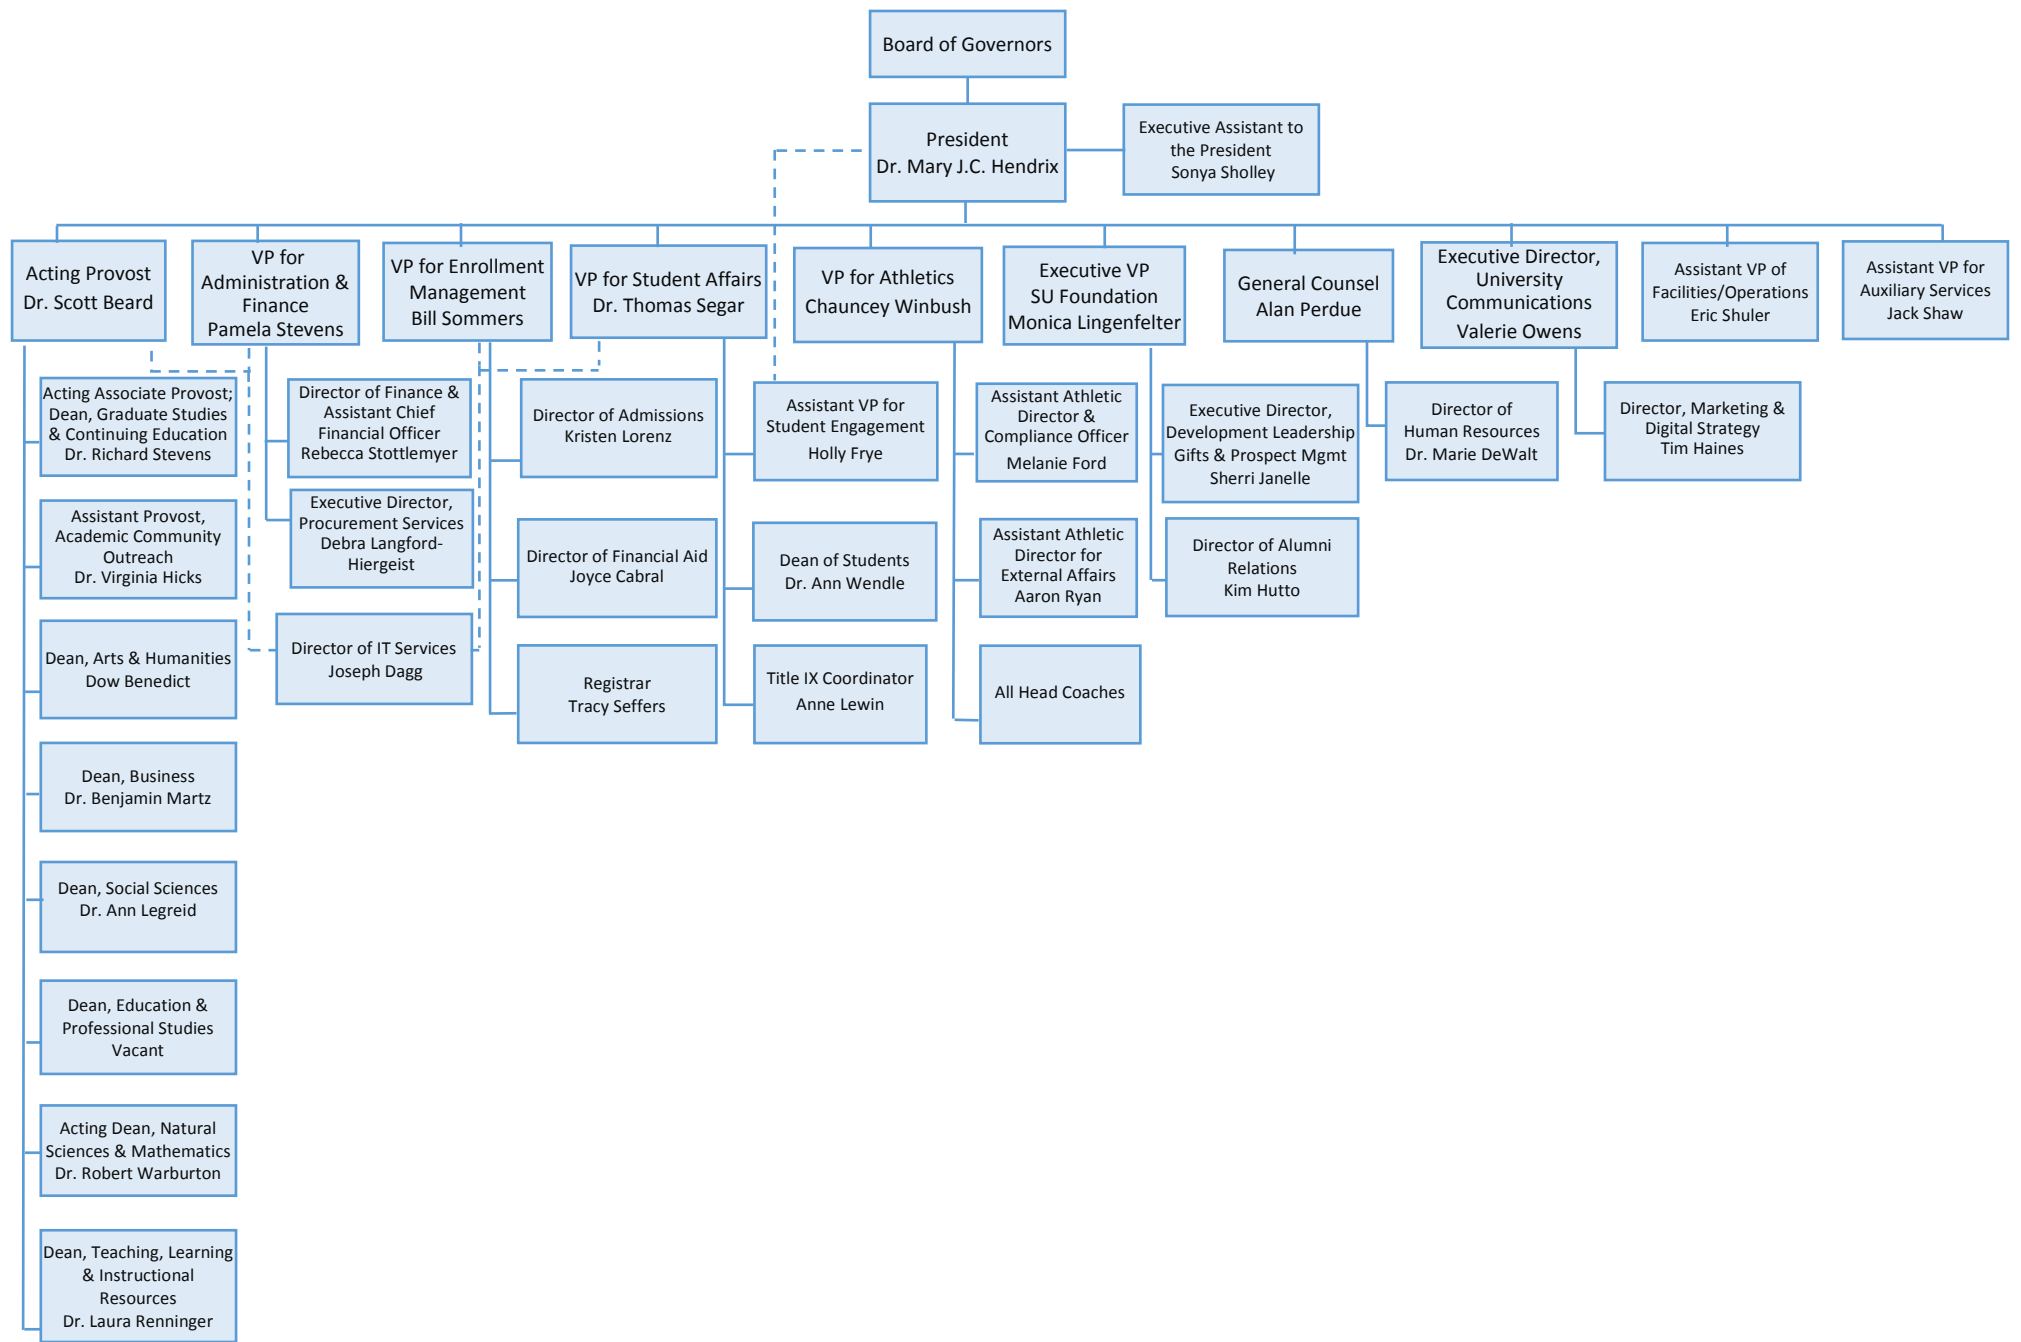 Board of Governors
President
Dr. Mary J.C. Hendrix
Executive Assistant to
the President
Sonya Sholley
Acting Provost
Dr. Scott Beard
VP for
Administration &
Finance
Pamela Stevens
VP for Enrollment
Management
Bill Sommers
VP for Student Affairs
Dr. Thomas Segar
VP for Athletics
Chauncey Winbush
Executive VP
SU Foundation
Monica Lingenfelter
General Counsel
Alan Perdue
Executive Director,
University
Communications
Valerie Owens
Assistant VP of
Facilities/Operations
Eric Shuler
Assistant VP for
Auxiliary Services
Jack Shaw
Acting Associate Provost;
Dean, Graduate Studies
& Continuing Education
Dr. Richard Stevens
Director of Finance &
Assistant Chief
Financial Officer
Rebecca Stottlemyer
Director of Admissions
Kristen Lorenz
Assistant VP for
Student Engagement
Holly Frye
Assistant Athletic
Director &
Compliance Officer
Melanie Ford
Executive Director,
Development Leadership
Gifts & Prospect Mgmt
Sherri Janelle
Director of
Human Resources
Dr. Marie DeWalt
Director, Marketing &
Digital Strategy
Tim Haines
Assistant Provost,
Academic Community
Outreach
Dr. Virginia Hicks
Executive Director,
Procurement Services
Debra Langford-
Hiergeist
Director of Financial Aid
Joyce Cabral
Dean of Students
Dr. Ann Wendle
Assistant Athletic
Director for
External Affairs
Aaron Ryan
Director of Alumni
Relations
Kim Hutto
Dean, Arts & Humanities
Dow Benedict
Director of IT Services
Joseph Dagg
Registrar
Tracy Seffers
Title IX Coordinator
Anne Lewin
All Head Coaches
Dean, Business
Dr. Benjamin Martz
Dean, Social Sciences
Dr. Ann Legreid
Dean, Education &
Professional Studies
Vacant
Acting Dean, Natural
Sciences & Mathematics
Dr. Robert Warburton
Dean, Teaching, Learning
& Instructional
Resources
Dr. Laura Renninger